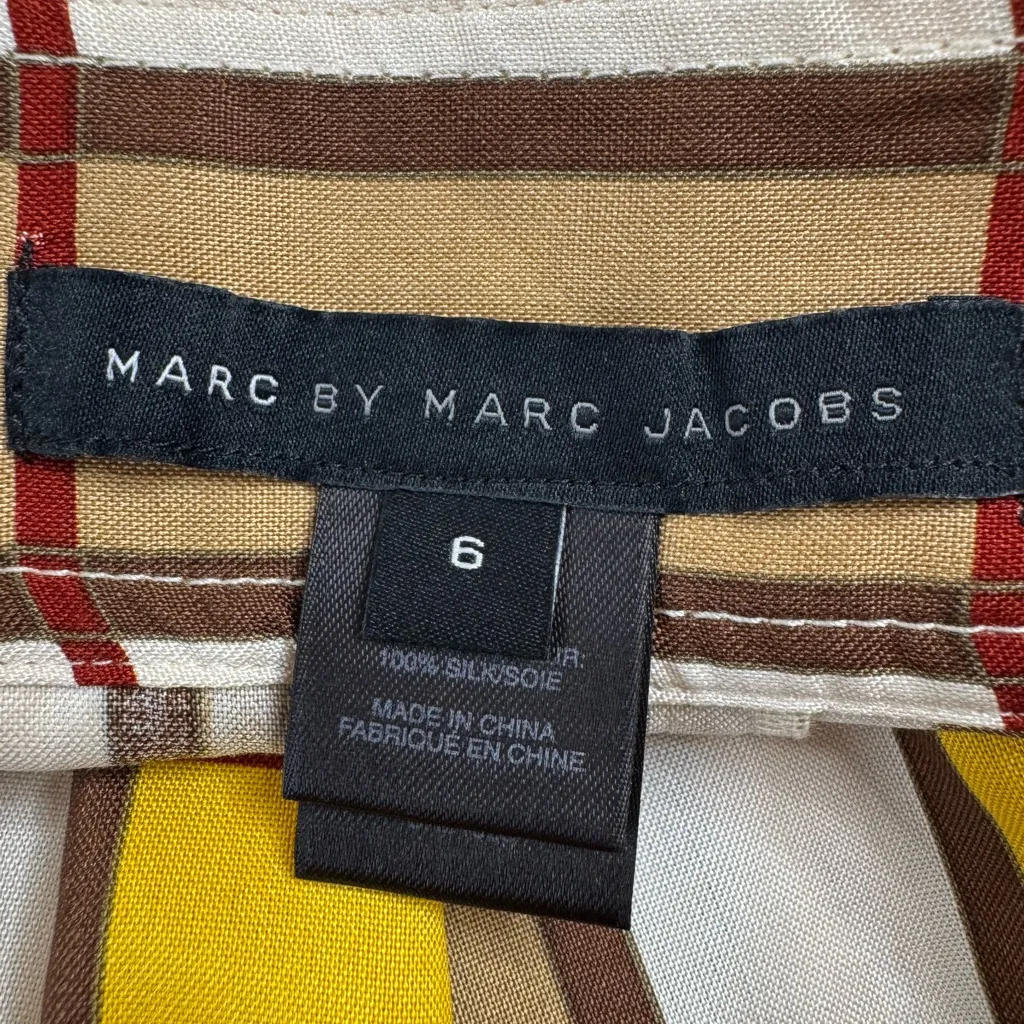 MARC BY MARC JACOBS
6
100% SILK/SOIE
MADE IN CHINA
FABRIQUÉ EN CHINE